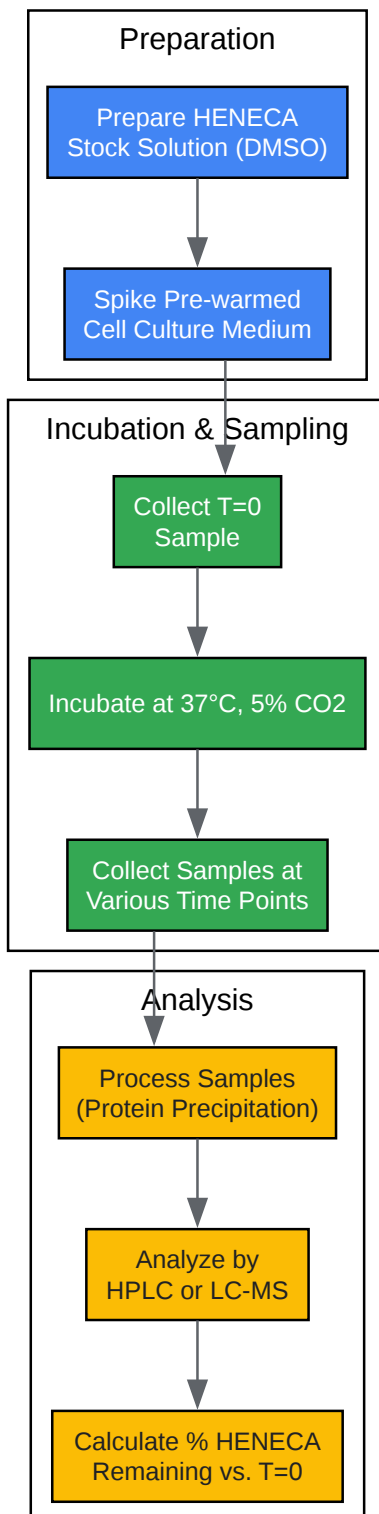 Preparation
Prepare HENECA
Stock Solution (DMSO)
Spike Pre-warmed
Cell Culture Medium
Incubation & Sampling
Collect T=0
Sample
Incubate at 37°C, 5% CO2
Collect Samples at
Various Time Points
Analysis
Process Samples
(Protein Precipitation)
Analyze by
HPLC or LC-MS
Calculate % HENECA
Remaining vs. T=0